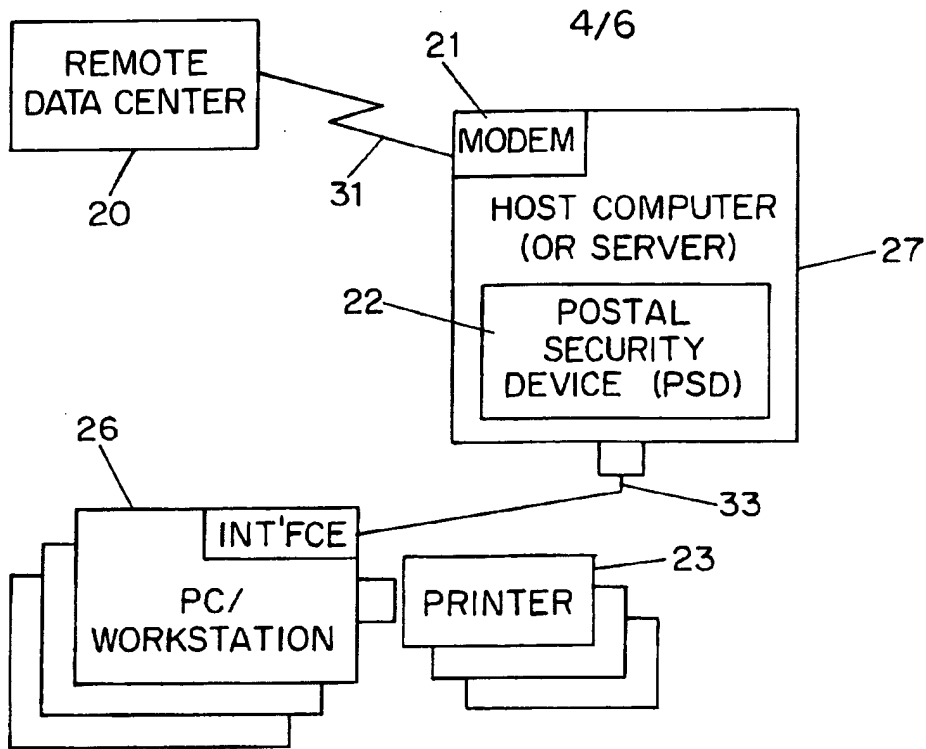 4/6
REMOTE
DATA CENTER
20
31
21
MODEM
HOST COMPUTER
(OR SERVER)
27
22
POSTAL
SECURITY
DEVICE (PSD)
33
26
INT'FCE
PC/
WORKSTATION
23
PRINTER